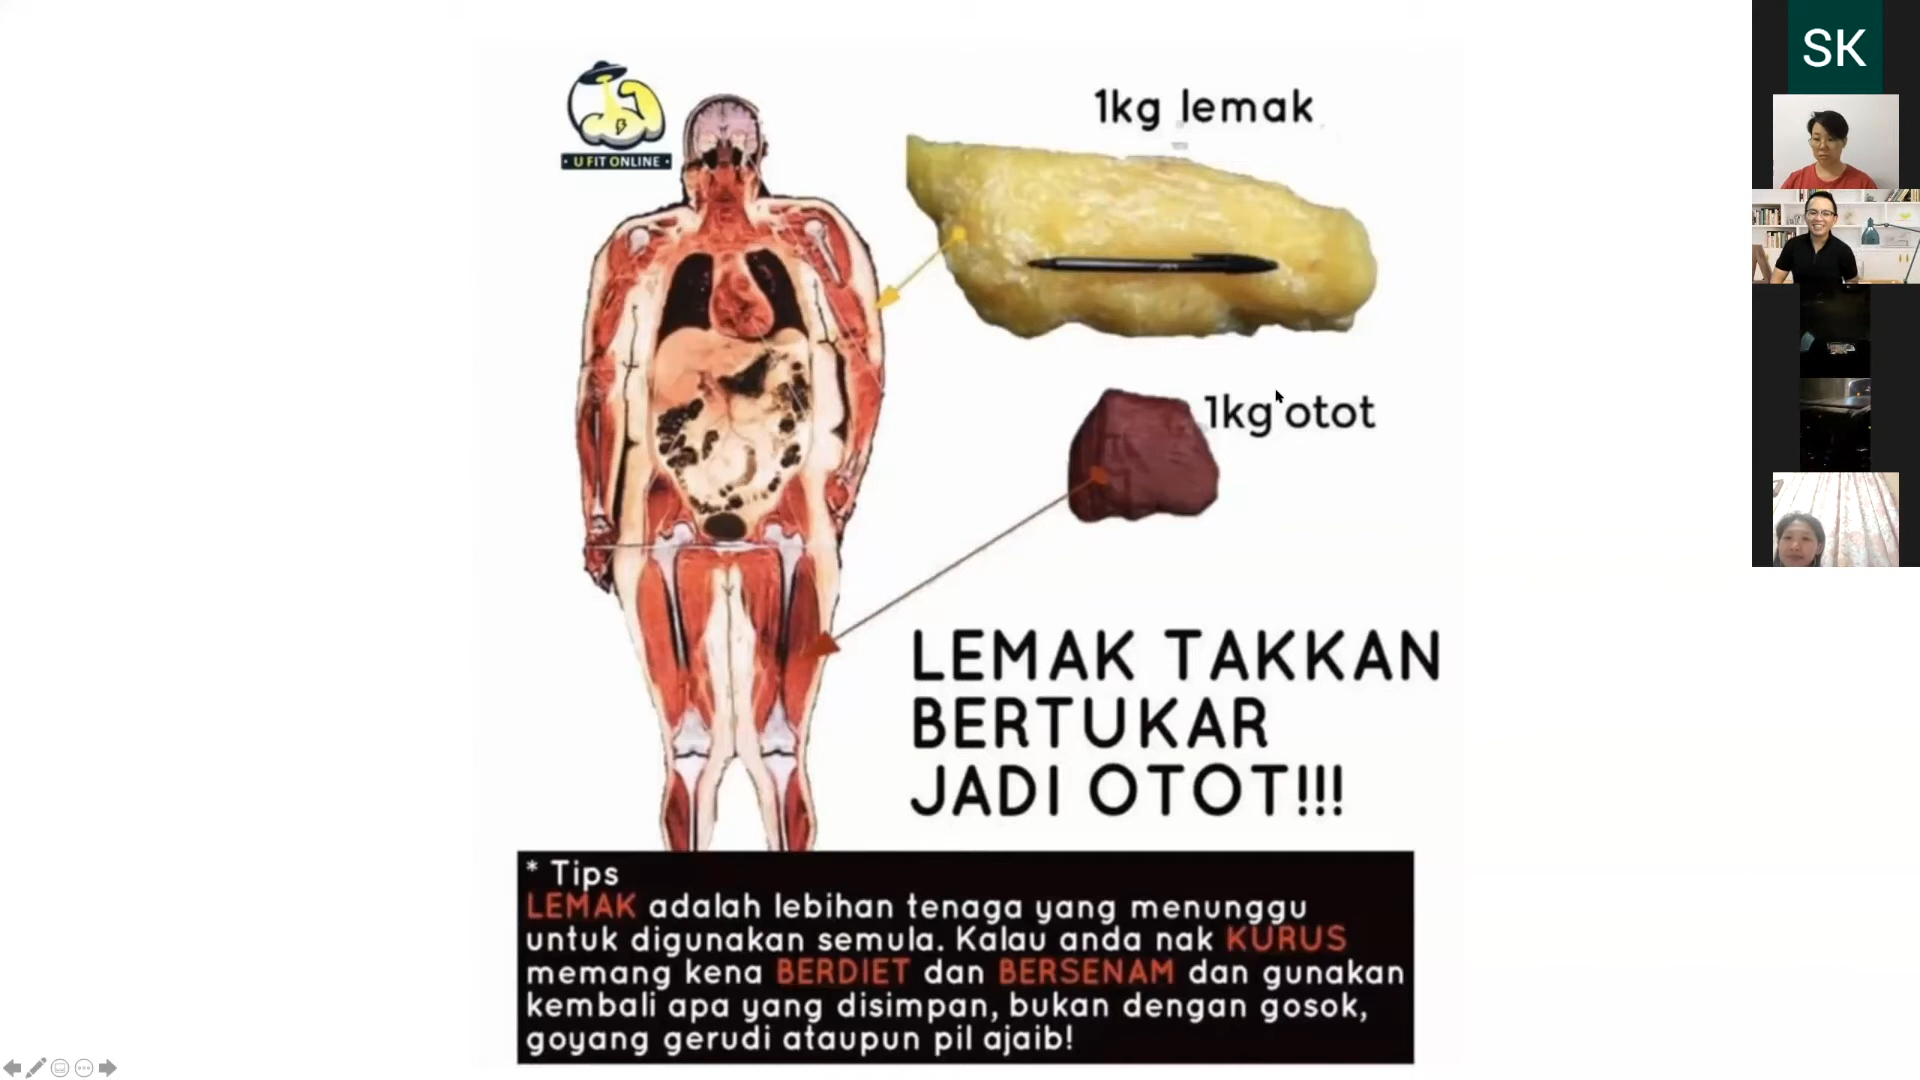 U FIT ONLINE
1kg lemak
1kg otot
LEMAK TAKKAN
BERTUKAR
JADI OTOT!!!
* Tips
LEMAK adalah lebihan tenaga yang menunggu
untuk digunakan semula. Kalau anda nak KURUS
memang kena BERDIET dan BERSENAM dan gunakan
kembali apa yang disimpan, bukan dengan gosok,
goyang gerudi ataupun pil ajaib!
SK